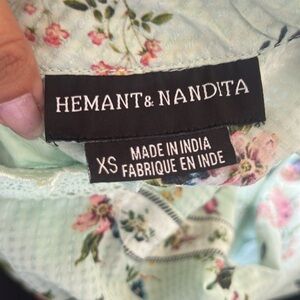 HEMANT & NANDITA
XS MADE IN INDIA
FABRIQUE EN INDE